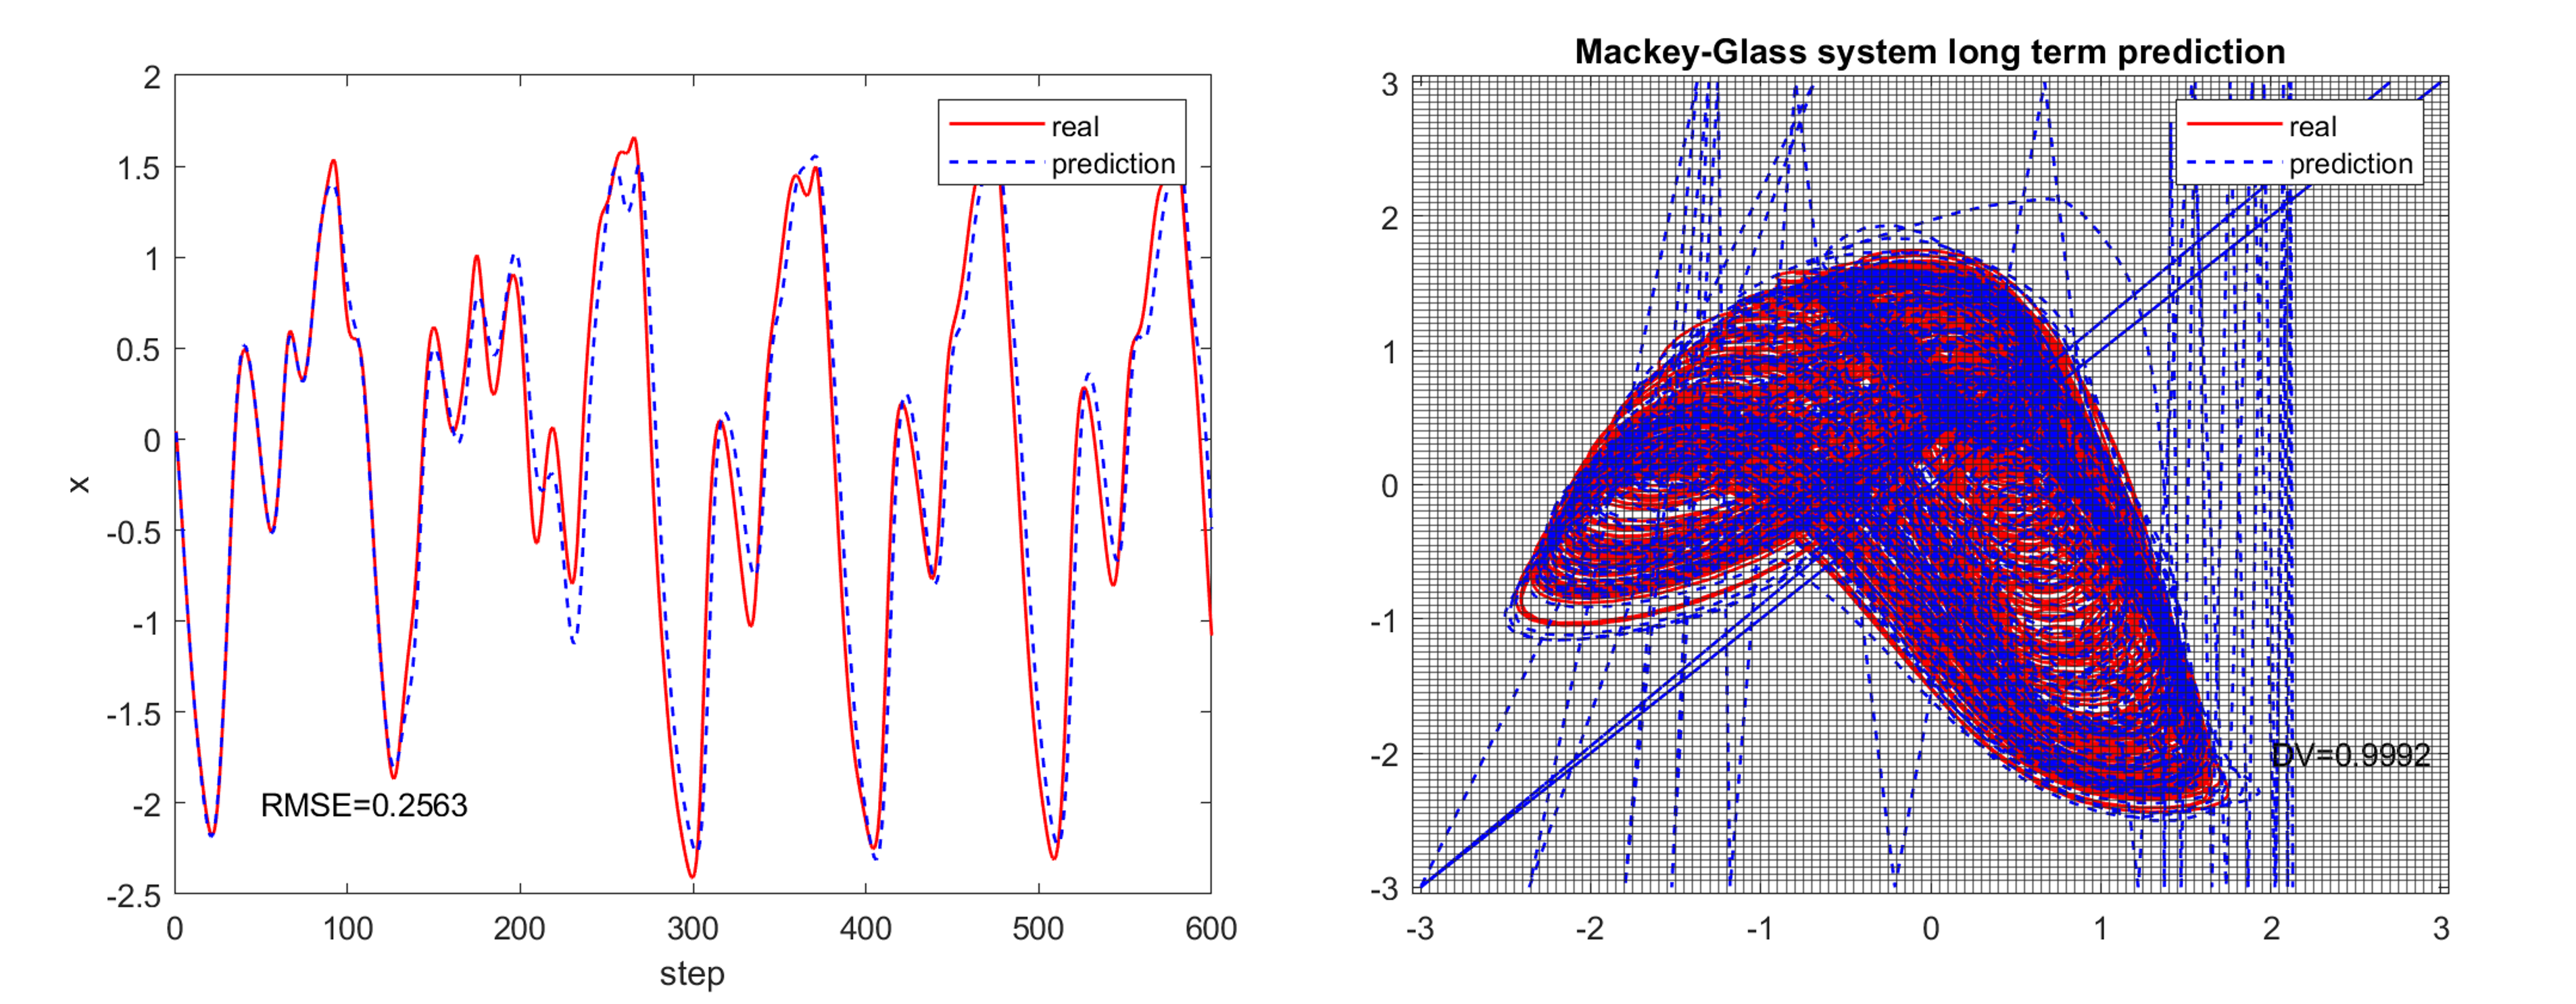 2
1.5
1
0.5
0
-0.5
-1
-1.5
-2
-2.5
x
real
prediction
RMSE=0.2563
0 100 200 300 400 500 600
step
Mackey-Glass system long term prediction
3
2
1
0
-1
-2
-3
real
prediction
DV=0.9992
-3 -2 -1 0 1 2 3